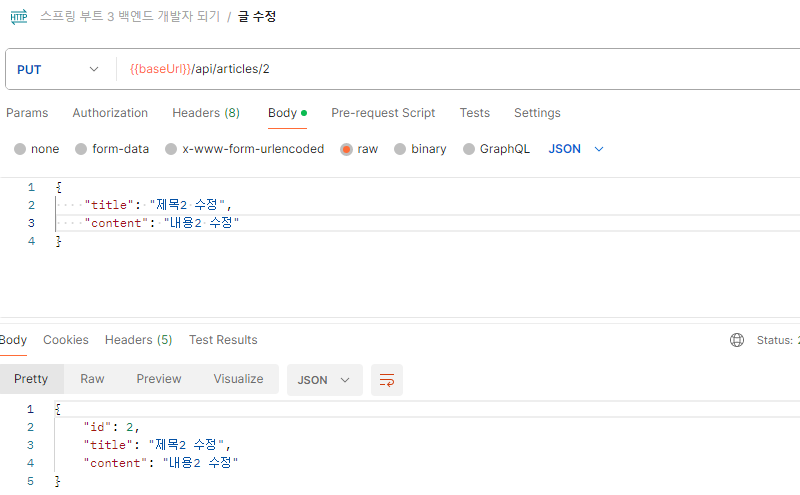 HTTP 스프링 부트 3 백엔드 개발자 되기 / 글 수정
PUT {{baseUrl}}/api/articles/2
Params Authorization Headers (8) Body Pre-request Script Tests Settings
none form-data x-www-form-urlencoded raw binary GraphQL JSON
1 {
2 "title": "제목2 수정",
3 "content": "내용2 수정"
4 }
Body Cookies Headers (5) Test Results Status: 2
Pretty Raw Preview Visualize JSON
1 {
2 "id": 2,
3 "title": "제목2 수정",
4 "content": "내용2 수정"
5 }